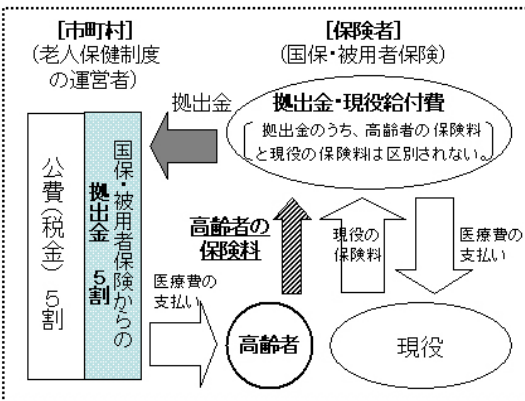 [市町村]
(老人保健制度
の運営者)
[保険者]
(国保・被用者保険)
拠出金
拠出金・現役給付費
拠出金のうち、高齢者の保険料
と現役の保険料は区別されない。
公費(税金) 5割
国保・被用者保険からの
拠出金 5割
高齢者の
保険料
現役の
保険料
医療費の
支払い
医療費の
支払い
高齢者
現役